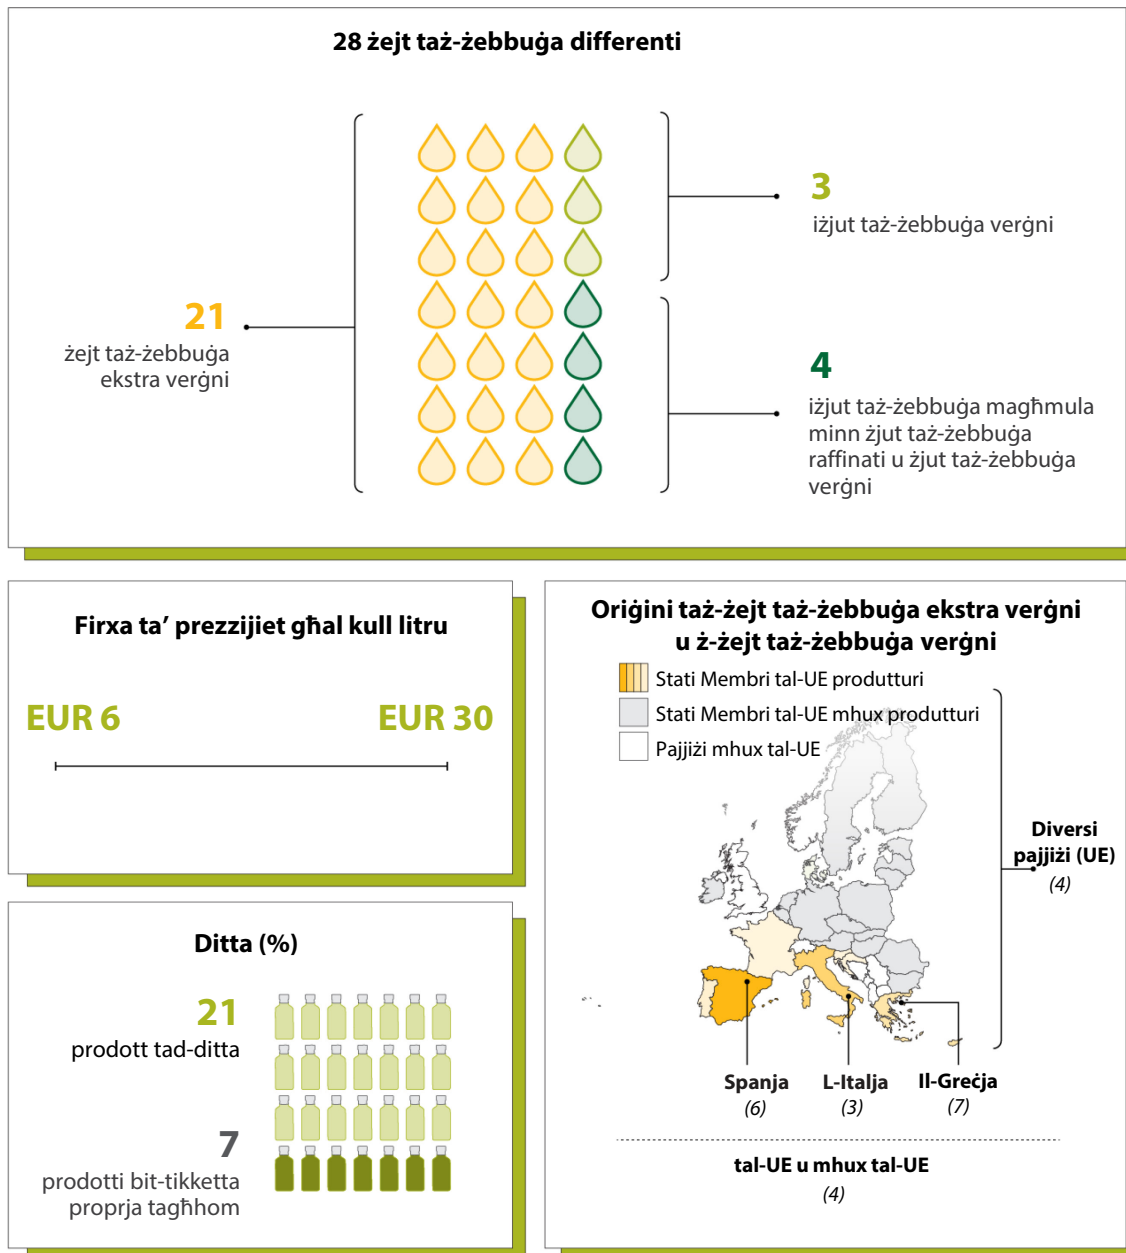 28 żejt taż-żebbuġa differenti
21
żejt taż-żebbuġa
ekstra verġni
3
iżjut taż-żebbuġa verġni
4
iżjut taż-żebbuġa magħmula
minn żjut taż-żebbuġa
raffinati u żjut taż-żebbuġa
verġni
Firxa ta’ prezzijiet għal kull litru
EUR 6
EUR 30
Ditta (%)
21
prodott tad-ditta
7
prodotti bit-tikketta
proprja tagħhom
Oriġini taż-żejt taż-żebbuġa ekstra verġni
u ż-żejt taż-żebbuġa verġni
Stati Membri tal-UE produtturi
Stati Membri tal-UE mhux produtturi
Pajjiżi mhux tal-UE
Diversi
pajjiżi (UE)
(4)
Spanja
(6)
L-Italja
(3)
Il-Greċja
(7)
tal-UE u mhux tal-UE
(4)